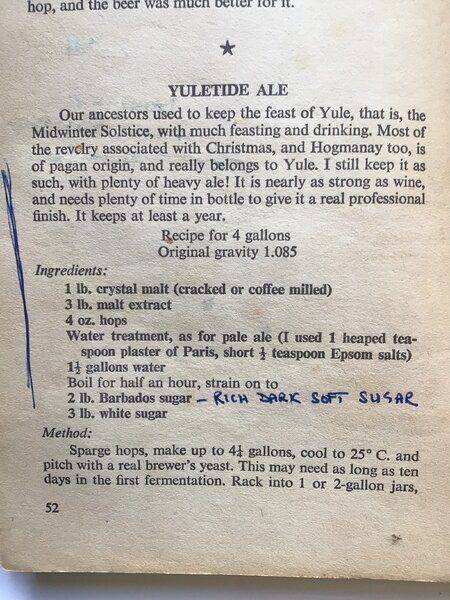 hop, and the beer was much better for it.
★
YULETIDE ALE
Our ancestors used to keep the feast of Yule, that is, the
Midwinter Solstice, with much feasting and drinking. Most of
the revelry associated with Christmas, and Hogmanay too, is
of pagan origin, and really belongs to Yule. I still keep it as
such, with plenty of heavy ale! It is nearly as strong as wine,
and needs plenty of time in bottle to give it a real professional
finish. It keeps at least a year.
Recipe for 4 gallons
Original gravity 1.085
Ingredients:
1 lb. crystal malt (cracked or coffee milled)
3 lb. malt extract
4 oz. hops
Water treatment, as for pale ale (I used 1 heaped tea-
spoon plaster of Paris, short ½ teaspoon Epsom salts)
1½ gallons water
Boil for half an hour, strain on to
2 lb. Barbados sugar – RICH DARK SOFT SUGAR
3 lb. white sugar
Method:
Sparge hops, make up to 4¼ gallons, cool to 25° C. and
pitch with a real brewer's yeast. This may need as long as ten
days in the first fermentation. Rack into 1 or 2-gallon jars,
52